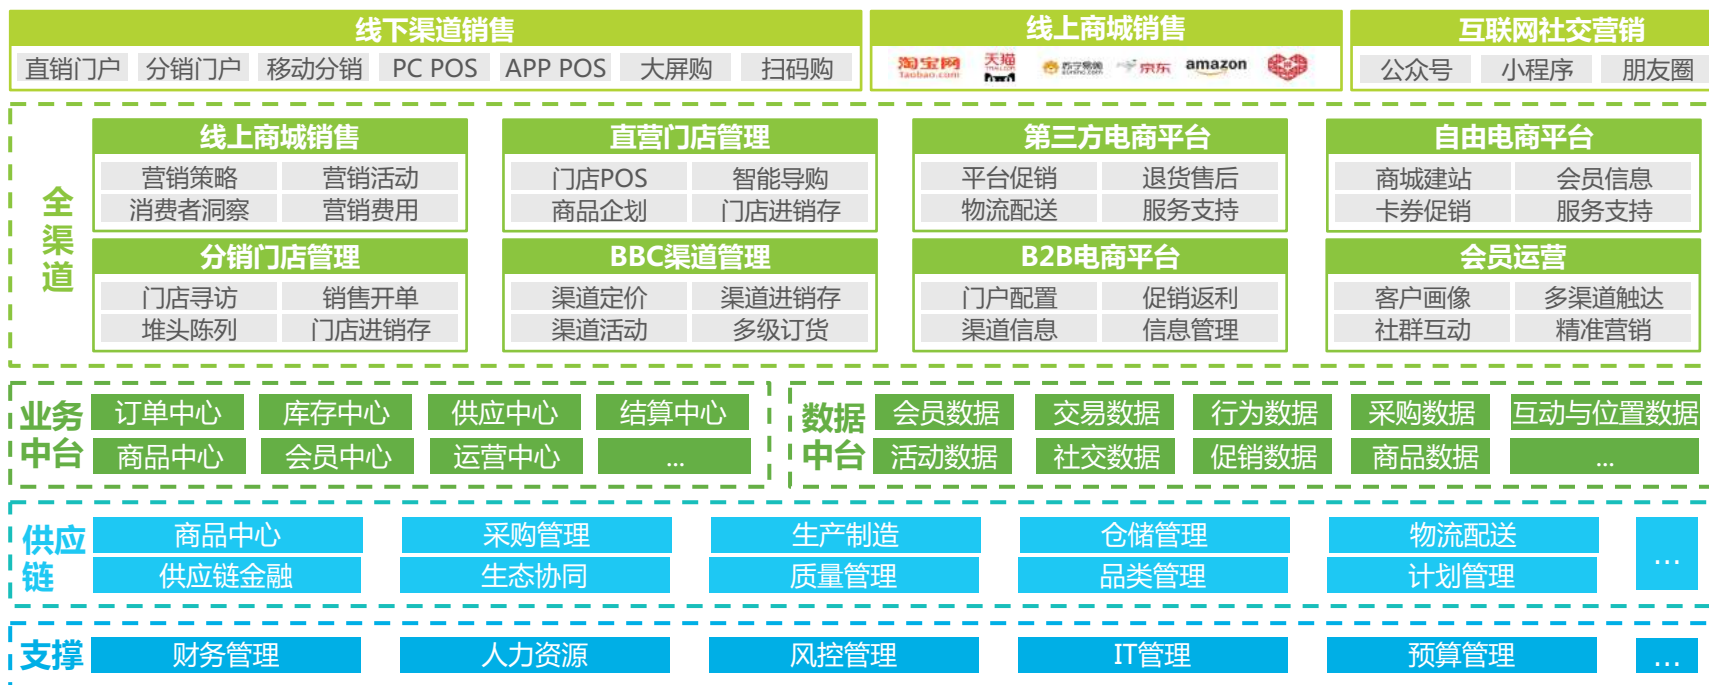 线下渠道销售 线上商城销售 互联网社交营销
直销门户 分销门户 移动分销 PC POS APP POS 大屏购 扫码购 淘宝网 Taobao.com 天猫 苏宁易购 京东 amazon 公众号 小程序 朋友圈
全渠道
线上商城销售 直营门店管理 第三方电商平台 自由电商平台
营销策略 营销活动 门店POS 智能导购 平台促销 退货售后 商城建站 会员信息
消费者洞察 营销费用 商品企划 门店进销存 物流配送 服务支持 卡券促销 服务支持
分销门店管理 BBC渠道管理 B2B电商平台 会员运营
门店寻访 销售开单 渠道定价 渠道进销存 门户配置 促销返利 客户画像 多渠道触达
堆头陈列 门店进销存 渠道活动 多级订货 渠道信息 信息管理 社群互动 精准营销
业务中台
订单中心 库存中心 供应中心 结算中心
商品中心 会员中心 运营中心 ...
数据中台
会员数据 交易数据 行为数据 采购数据 互动与位置数据
活动数据 社交数据 促销数据 商品数据 ...
供应链
商品中心 采购管理 生产制造 仓储管理 物流配送
供应链金融 生态协同 质量管理 品类管理 计划管理 ...
支撑 财务管理 人力资源 风控管理 IT管理 预算管理 ...